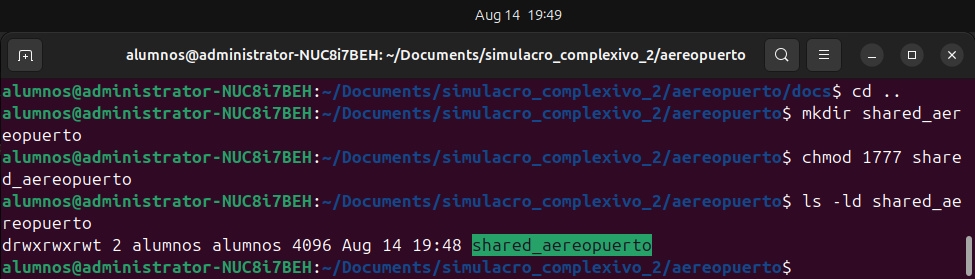 Aug 14 19:49
alumnos@administrator-NUC8i7BEH: ~/Documents/simulacro_complexivo_2/aereopuerto
alumnos@administrator-NUC8i7BEH:~/Documents/simulacro_complexivo_2/aereopuerto/docs$ cd ..
alumnos@administrator-NUC8i7BEH:~/Documents/simulacro_complexivo_2/aereopuerto$ mkdir shared_aer
eopuerto
alumnos@administrator-NUC8i7BEH:~/Documents/simulacro_complexivo_2/aereopuerto$ chmod 1777 share
d_aereopuerto
alumnos@administrator-NUC8i7BEH:~/Documents/simulacro_complexivo_2/aereopuerto$ ls -ld shared_ae
reopuerto
drwxrwxrwt 2 alumnos alumnos 4096 Aug 14 19:48 shared_aereopuerto
alumnos@administrator-NUC8i7BEH:~/Documents/simulacro_complexivo_2/aereopuerto$